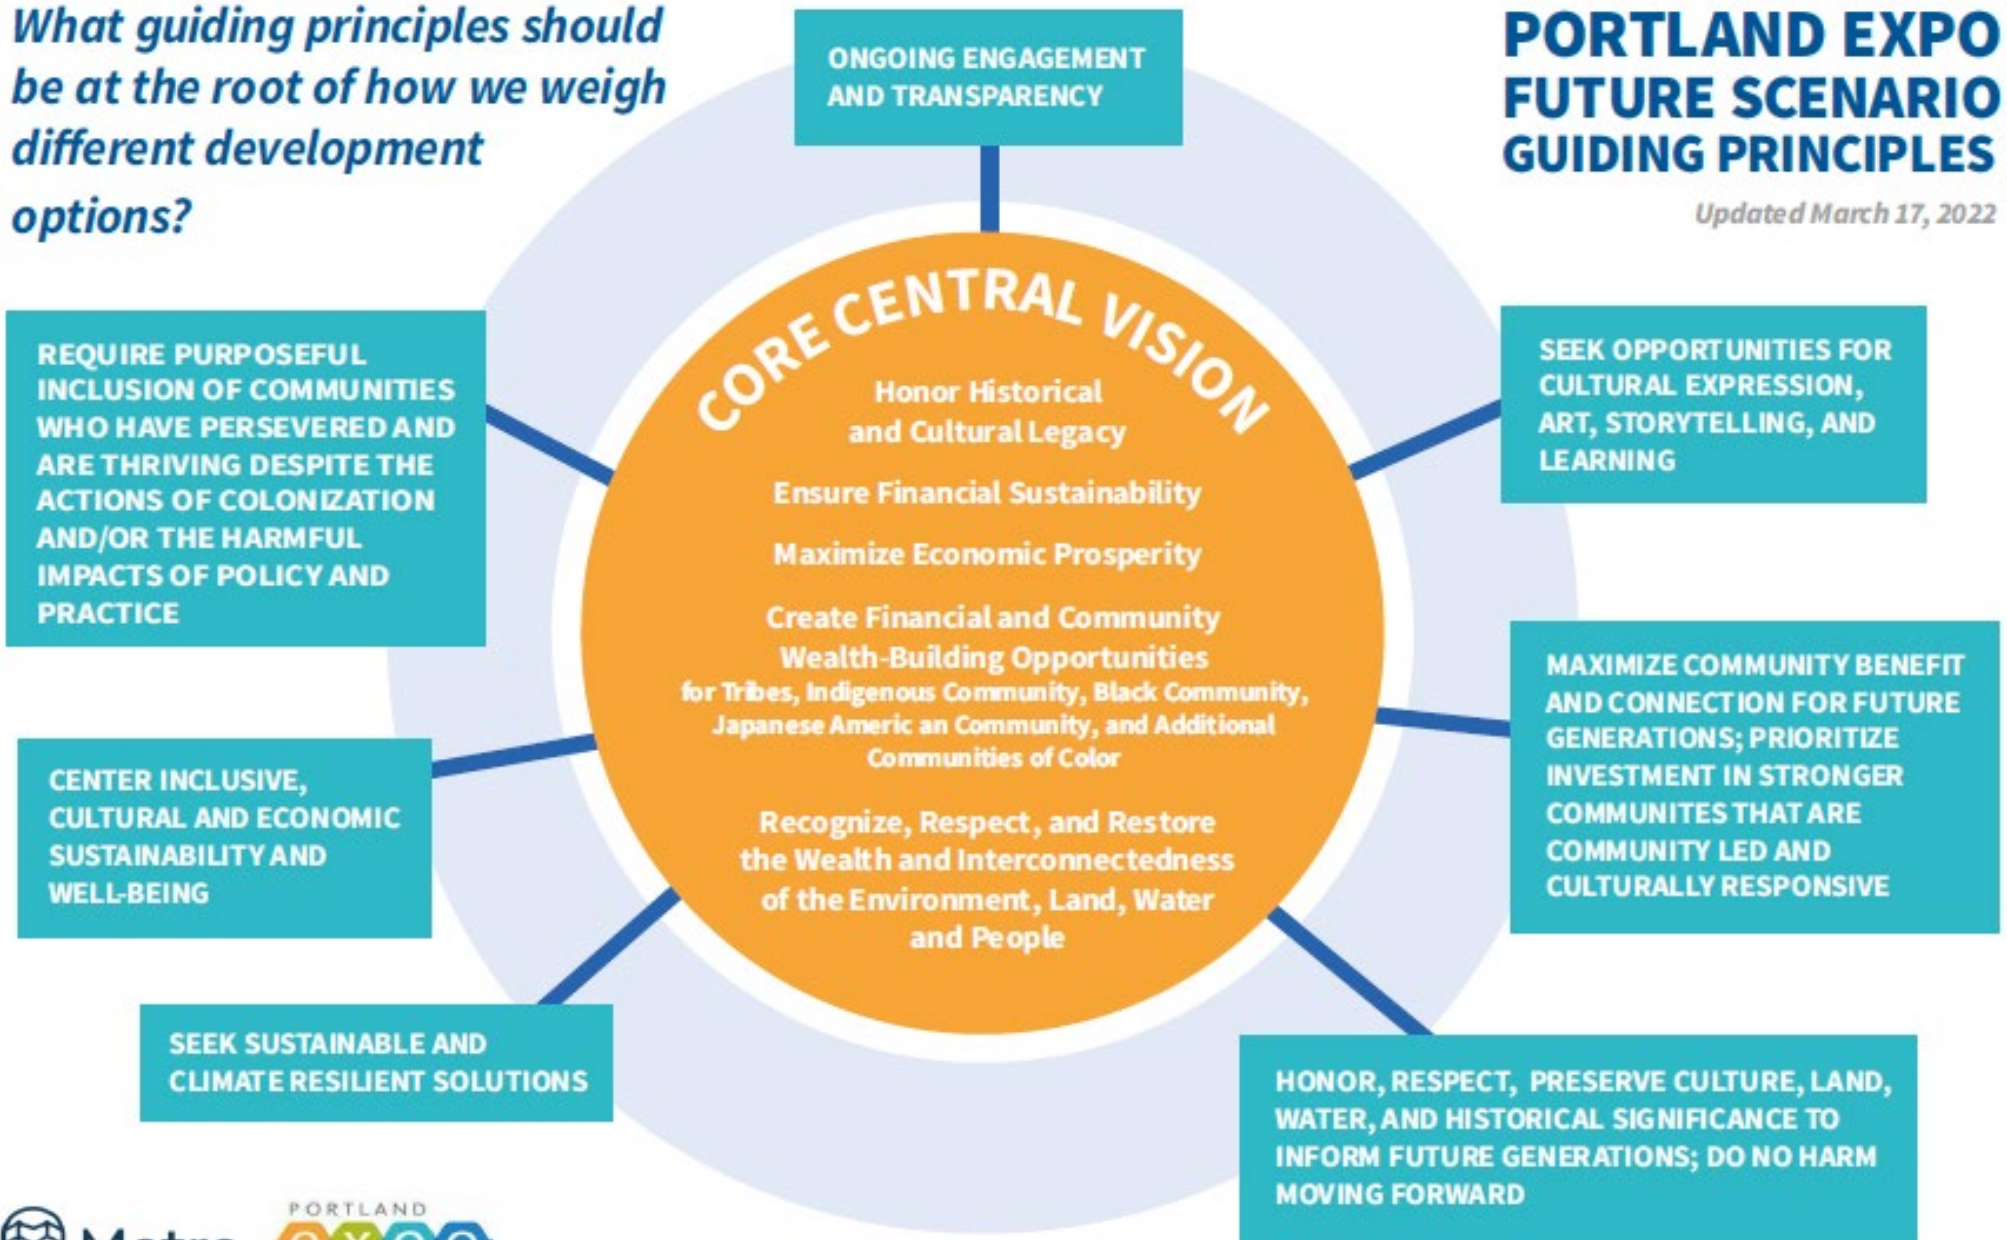 What guiding principles should
be at the root of how we weigh
different development
options?
PORTLAND EXPO
FUTURE SCENARIO
GUIDING PRINCIPLES
Updated March 17, 2022
ONGOING ENGAGEMENT
AND TRANSPARENCY
REQUIRE PURPOSEFUL
INCLUSION OF COMMUNITIES
WHO HAVE PERSEVERED AND
ARE THRIVING DESPITE THE
ACTIONS OF COLONIZATION
AND/OR THE HARMFUL
IMPACTS OF POLICY AND
PRACTICE
CENTER INCLUSIVE,
CULTURAL AND ECONOMIC
SUSTAINABILITY AND
WELL-BEING
SEEK SUSTAINABLE AND
CLIMATE RESILIENT SOLUTIONS
CORE CENTRAL VISION
Honor Historical
and Cultural Legacy
Ensure Financial Sustainability
Maximize Economic Prosperity
Create Financial and Community
Wealth-Building Opportunities
for Tribes, Indigenous Community, Black Community,
Japanese Americ an Community, and Additional
Communities of Color
Recognize, Respect, and Restore
the Wealth and Interconnectedness
of the Environment, Land, Water
and People
SEEK OPPORTUNITIES FOR
CULTURAL EXPRESSION,
ART, STORYTELLING, AND
LEARNING
MAXIMIZE COMMUNITY BENEFIT
AND CONNECTION FOR FUTURE
GENERATIONS; PRIORITIZE
INVESTMENT IN STRONGER
COMMUNITES THAT ARE
COMMUNITY LED AND
CULTURALLY RESPONSIVE
HONOR, RESPECT, PRESERVE CULTURE, LAND,
WATER, AND HISTORICAL SIGNIFICANCE TO
INFORM FUTURE GENERATIONS; DO NO HARM
MOVING FORWARD
Metro
PORTLAND
EXPO